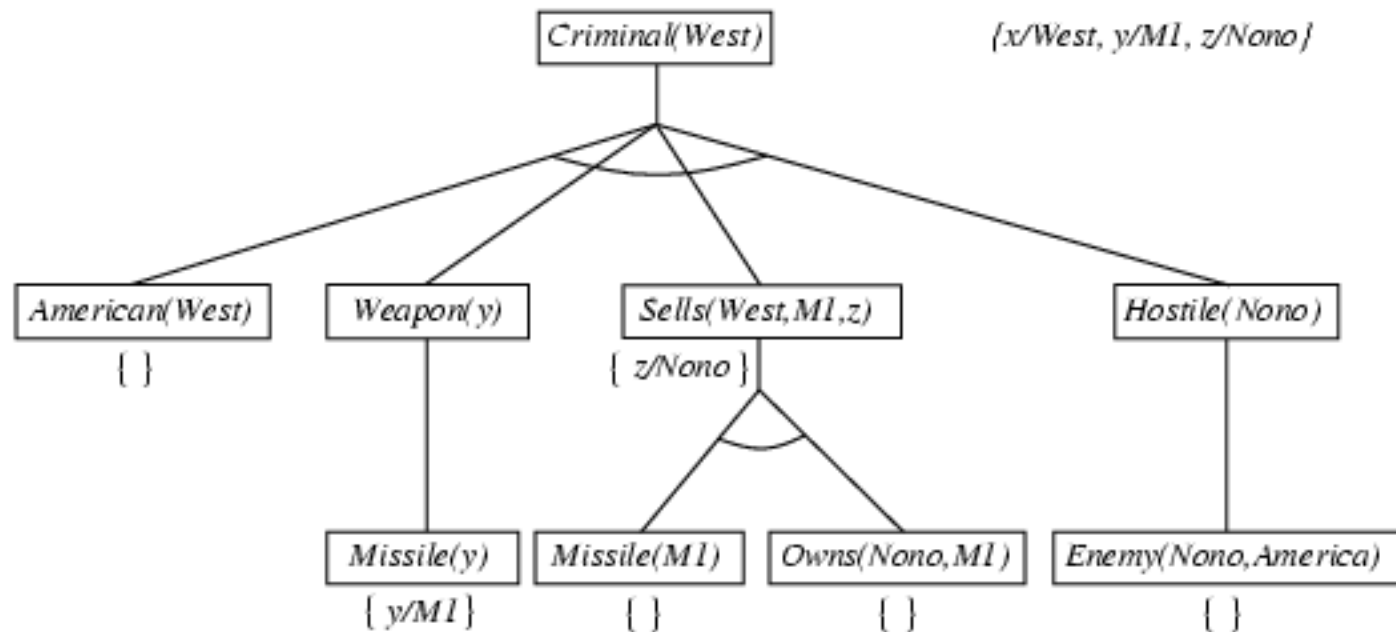 Criminal(West)
{x/West, y/M1, z/Nono}
American(West)
Weapon(y)
Sells(West,M1,z)
Hostile(Nono)
{ }
{ z/Nono }
Missile(y)
Missile(M1)
Owns(Nono,M1)
Enemy(Nono,America)
{ y/M1 }
{ }
{ }
{ }